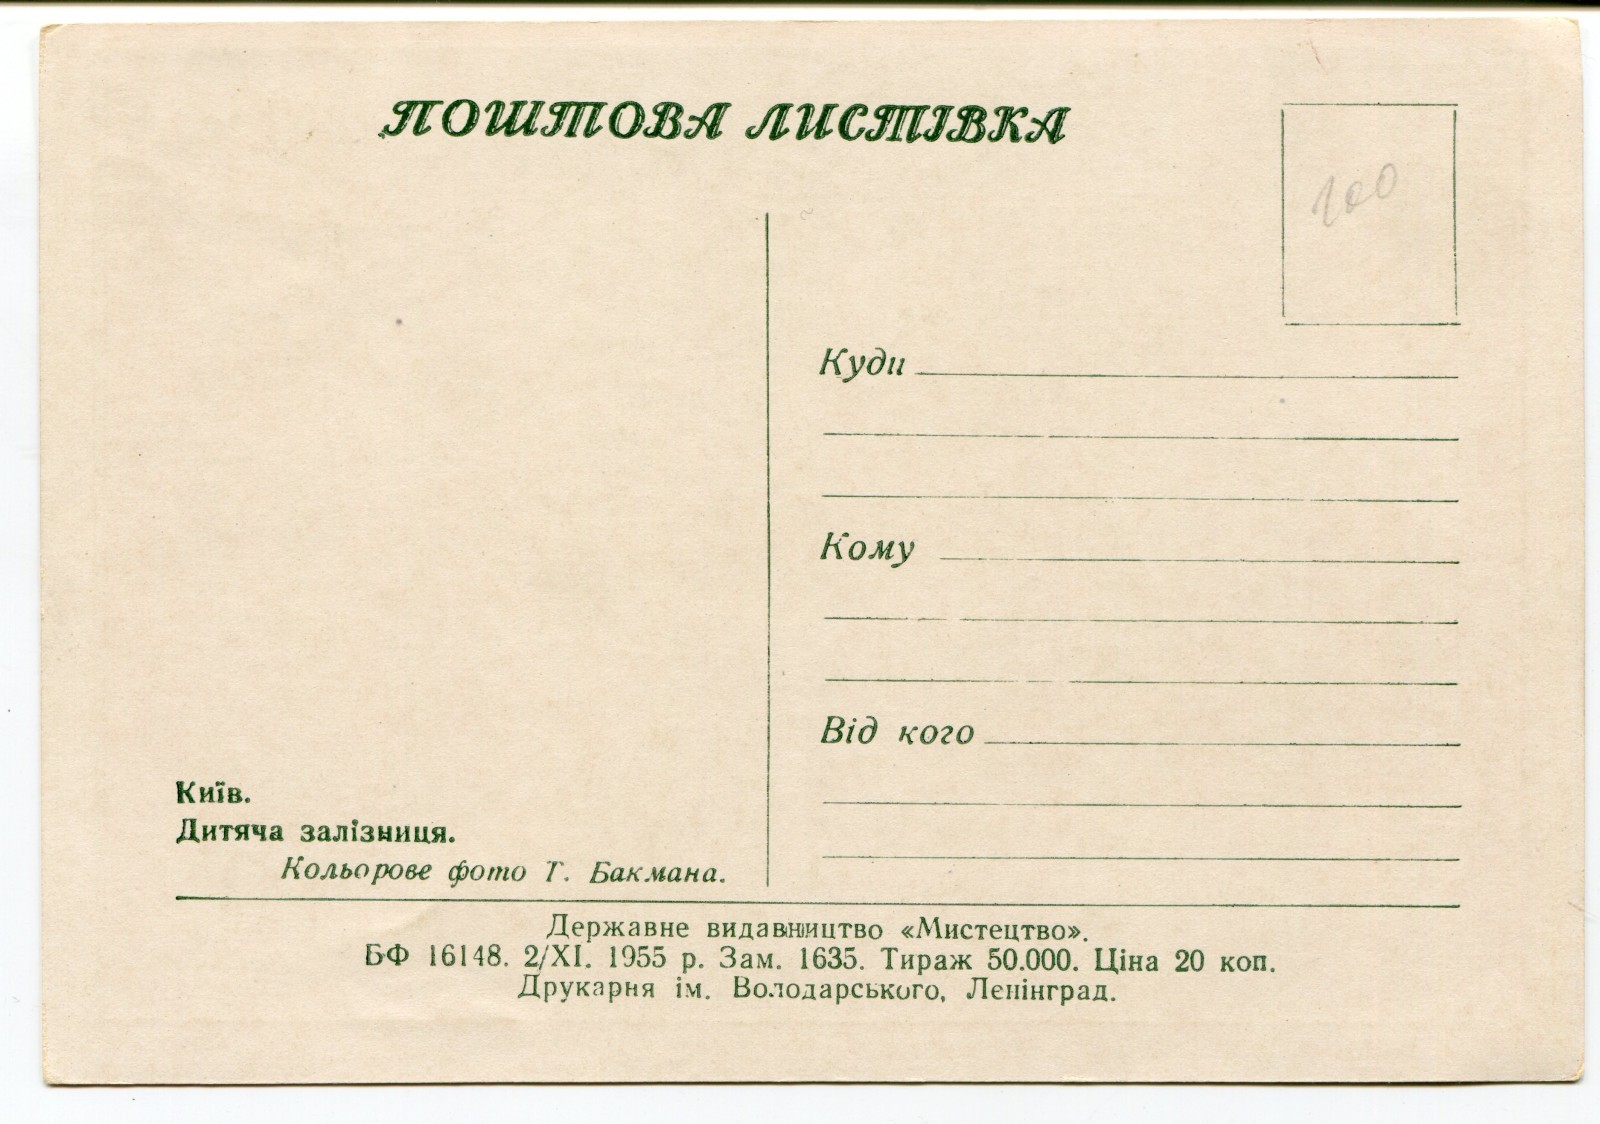 ПОШТОВА ЛИСТІВКА
100
Куди
Кому
Від кого
Київ.
Дитяча залізниця.
Кольорове фото Т. Бакмана.
Державне видавництво «Мистецтво».
БФ 16148. 2/XI. 1955 р. Зам. 1635. Тираж 50.000. Ціна 20 коп.
Друкарня ім. Володарського, Ленінград.